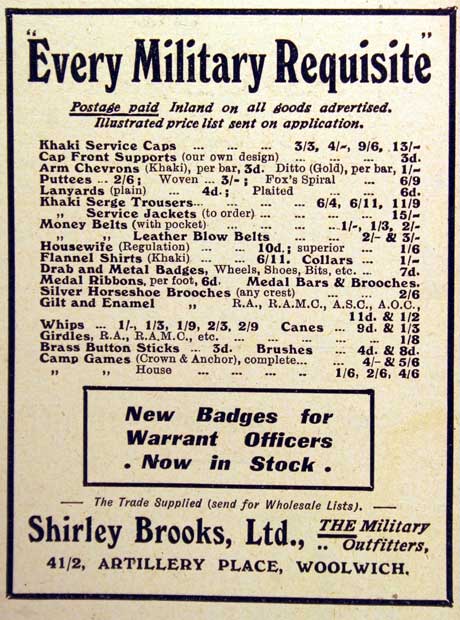 "Every Military Requisite"
Postage paid Inland on all goods advertised.
Illustrated price list sent on application.
Khaki Service Caps ... ... ... ... 3/3, 4/-, 9/6, 13/-
Cap Front Supports (our own design) ... ... ... 3d.
Arm Chevrons (Khaki), per bar, 3d. Ditto (Gold), per bar, 1/-
Puttees ... 2/6; Woven ... 3/-; Fox's Spiral ... 6/9
Lanyards (plain) ... 4d.; Plaited ... ... 6d.
Khaki Serge Trousers... ... ... ... 6/4, 6/11, 11/9
„ Service Jackets (to order) ... ... ... ... 15/-
Money Belts (with pocket) ... ... ... ... 1/-, 1/3, 2/-
„ „ Leather Blow Belts ... ... 2/- & 3/-
Housewife (Regulation) ... ... 10d.; superior ... 1/6
Flannel Shirts (Khaki) ... ... 6/11. Collars ... 1/-
Drab and Metal Badges, Wheels, Shoes, Bits, etc. ... 7d.
Medal Ribbons, per foot, 6d. Medal Bars & Brooches.
Silver Horseshoe Brooches (any crest) ... ... 2/6
Gilt and Enamel „ R.A., R.A.M.C., A.S.C., A.O.C.,
11d. & 1/2
Whips ... 1/-, 1/3, 1/9, 2/3, 2/9 Canes ... 9d. & 1/3
Girdles, R.A., R.A.M.C., etc. ... ... ... ... 1/8
Brass Button Sticks ... 3d. Brushes ... 4d. & 8d.
Camp Games (Crown & Anchor), complete... ... 4/- & 5/6
„ „ House ... ... ... ... 1/6, 2/6, 4/6
New Badges for
Warrant Officers
. Now in Stock .
The Trade Supplied (send for Wholesale Lists).
Shirley Brooks, Ltd., THE Military
.. Outfitters,
41/2, ARTILLERY PLACE, WOOLWICH.